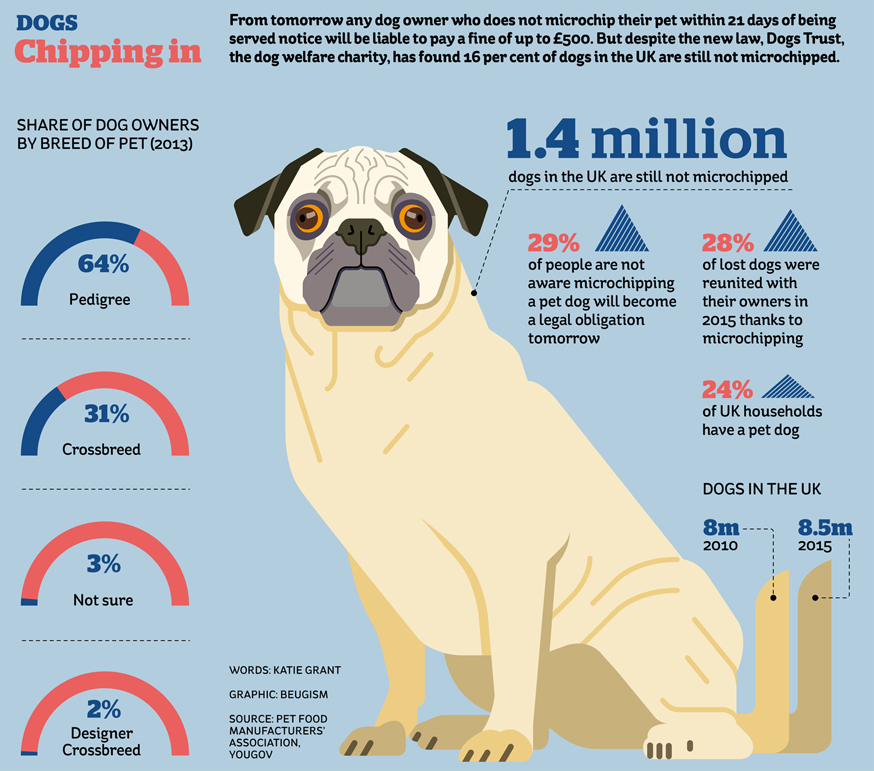 DOGS
Chipping in
From tomorrow any dog owner who does not microchip their pet within 21 days of being
served notice will be liable to pay a fine of up to £500. But despite the new law, Dogs Trust,
the dog welfare charity, has found 16 per cent of dogs in the UK are still not microchipped.
SHARE OF DOG OWNERS
BY BREED OF PET (2013)
64%
Pedigree
31%
Crossbreed
3%
Not sure
2%
Designer
Crossbreed
1.4 million
dogs in the UK are still not microchipped
29%
of people are not
aware microchipping
a pet dog will become
a legal obligation
tomorrow
28%
of lost dogs were
reunited with
their owners in
2015 thanks to
microchipping
24%
of UK households
have a pet dog
DOGS IN THE UK
8m
2010
8.5m
2015
WORDS: KATIE GRANT
GRAPHIC: BEUGISM
SOURCE: PET FOOD
MANUFACTURERS'
ASSOCIATION,
YOUGOV